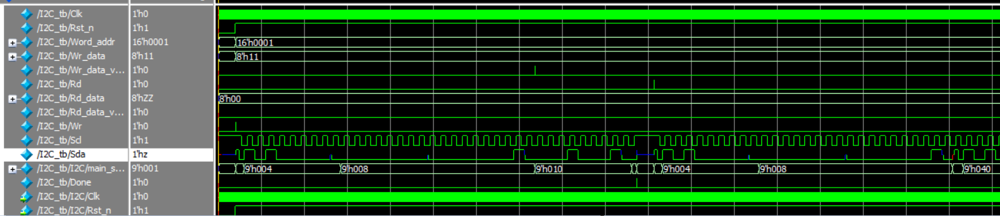 /I2C_tb/Clk 1'h0
/I2C_tb/Rst_n 1'h1
/I2C_tb/Word_addr 16'h0001 16'h0001
/I2C_tb/Wr_data 8'h11 8'h11
/I2C_tb/Wr_data_v... 1'h0
/I2C_tb/Rd 1'h0
/I2C_tb/Rd_data 8'hZZ 8'h00
/I2C_tb/Rd_data_v... 1'h0
/I2C_tb/Wr 1'h0
/I2C_tb/Scl 1'h1
/I2C_tb/Sda 1'hz
/I2C_tb/I2C/main_s... 9'h001 9'h004 9'h008 9'h010 9'h004 9'h008 9'h040
/I2C_tb/Done 1'h0
/I2C_tb/I2C/Clk 1'h0
/I2C_tb/I2C/Rst_n 1'h1